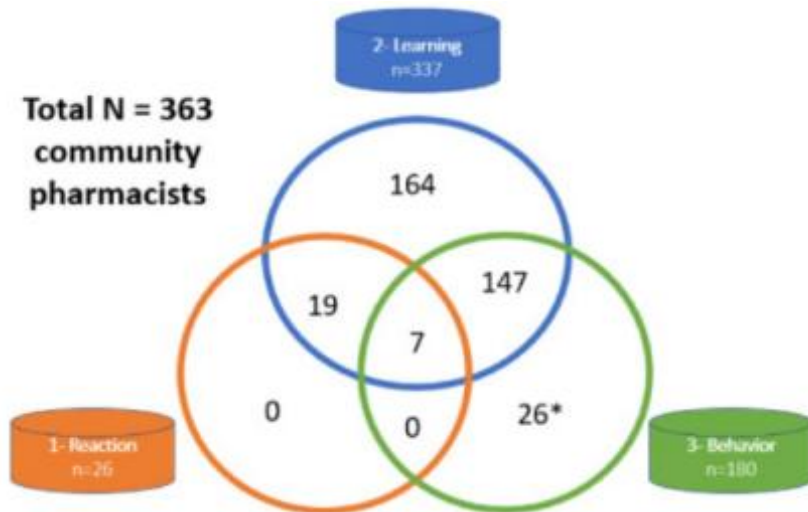 2- Learning
n=337
Total N = 363
community
pharmacists
164
19
147
7
0
0
26*
1- Reaction
n=26
3- Behavior
n=180